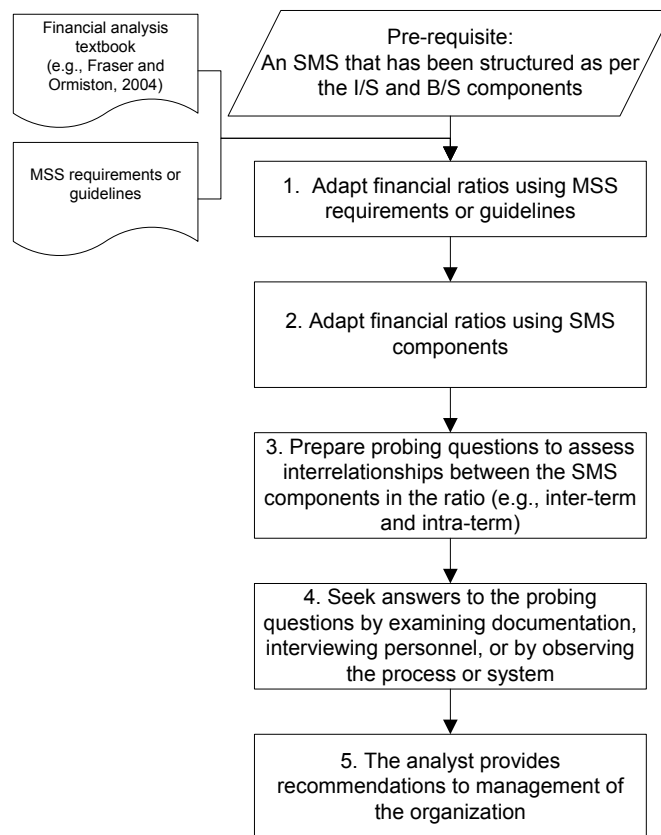 Financial analysis
textbook
(e.g., Fraser and
Ormiston, 2004)
Pre-requisite:
An SMS that has been structured as per
the I/S and B/S components
MSS requirements or
guidelines
1. Adapt financial ratios using MSS
requirements or guidelines
2. Adapt financial ratios using SMS
components
3. Prepare probing questions to assess
interrelationships between the SMS
components in the ratio (e.g., inter-term
and intra-term)
4. Seek answers to the probing
questions by examining documentation,
interviewing personnel, or by observing
the process or system
5. The analyst provides
recommendations to management of
the organization